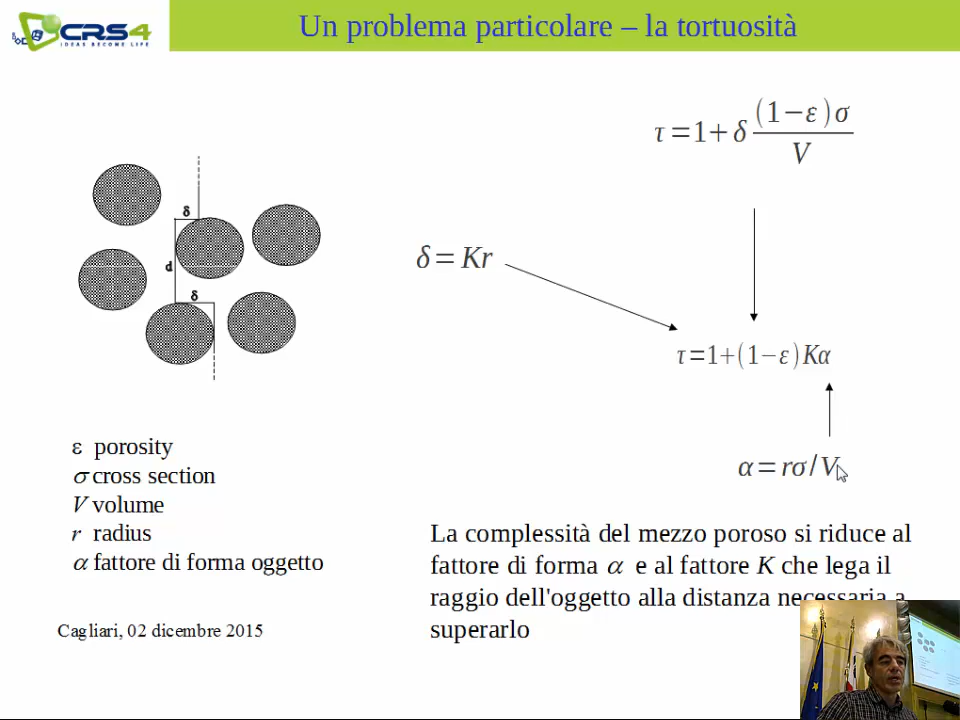 CRS4
IDEAS BECOME LIFE
Un problema particolare – la tortuosità
τ=1+δ (1−ε)σ / V
δ
d
δ
δ=Kr
τ=1+(1−ε)Kα
α=rσ/V
ε porosity
σ cross section
V volume
r radius
α fattore di forma oggetto
La complessità del mezzo poroso si riduce al
fattore di forma α e al fattore K che lega il
raggio dell'oggetto alla distanza necessaria a
superarlo
Cagliari, 02 dicembre 2015